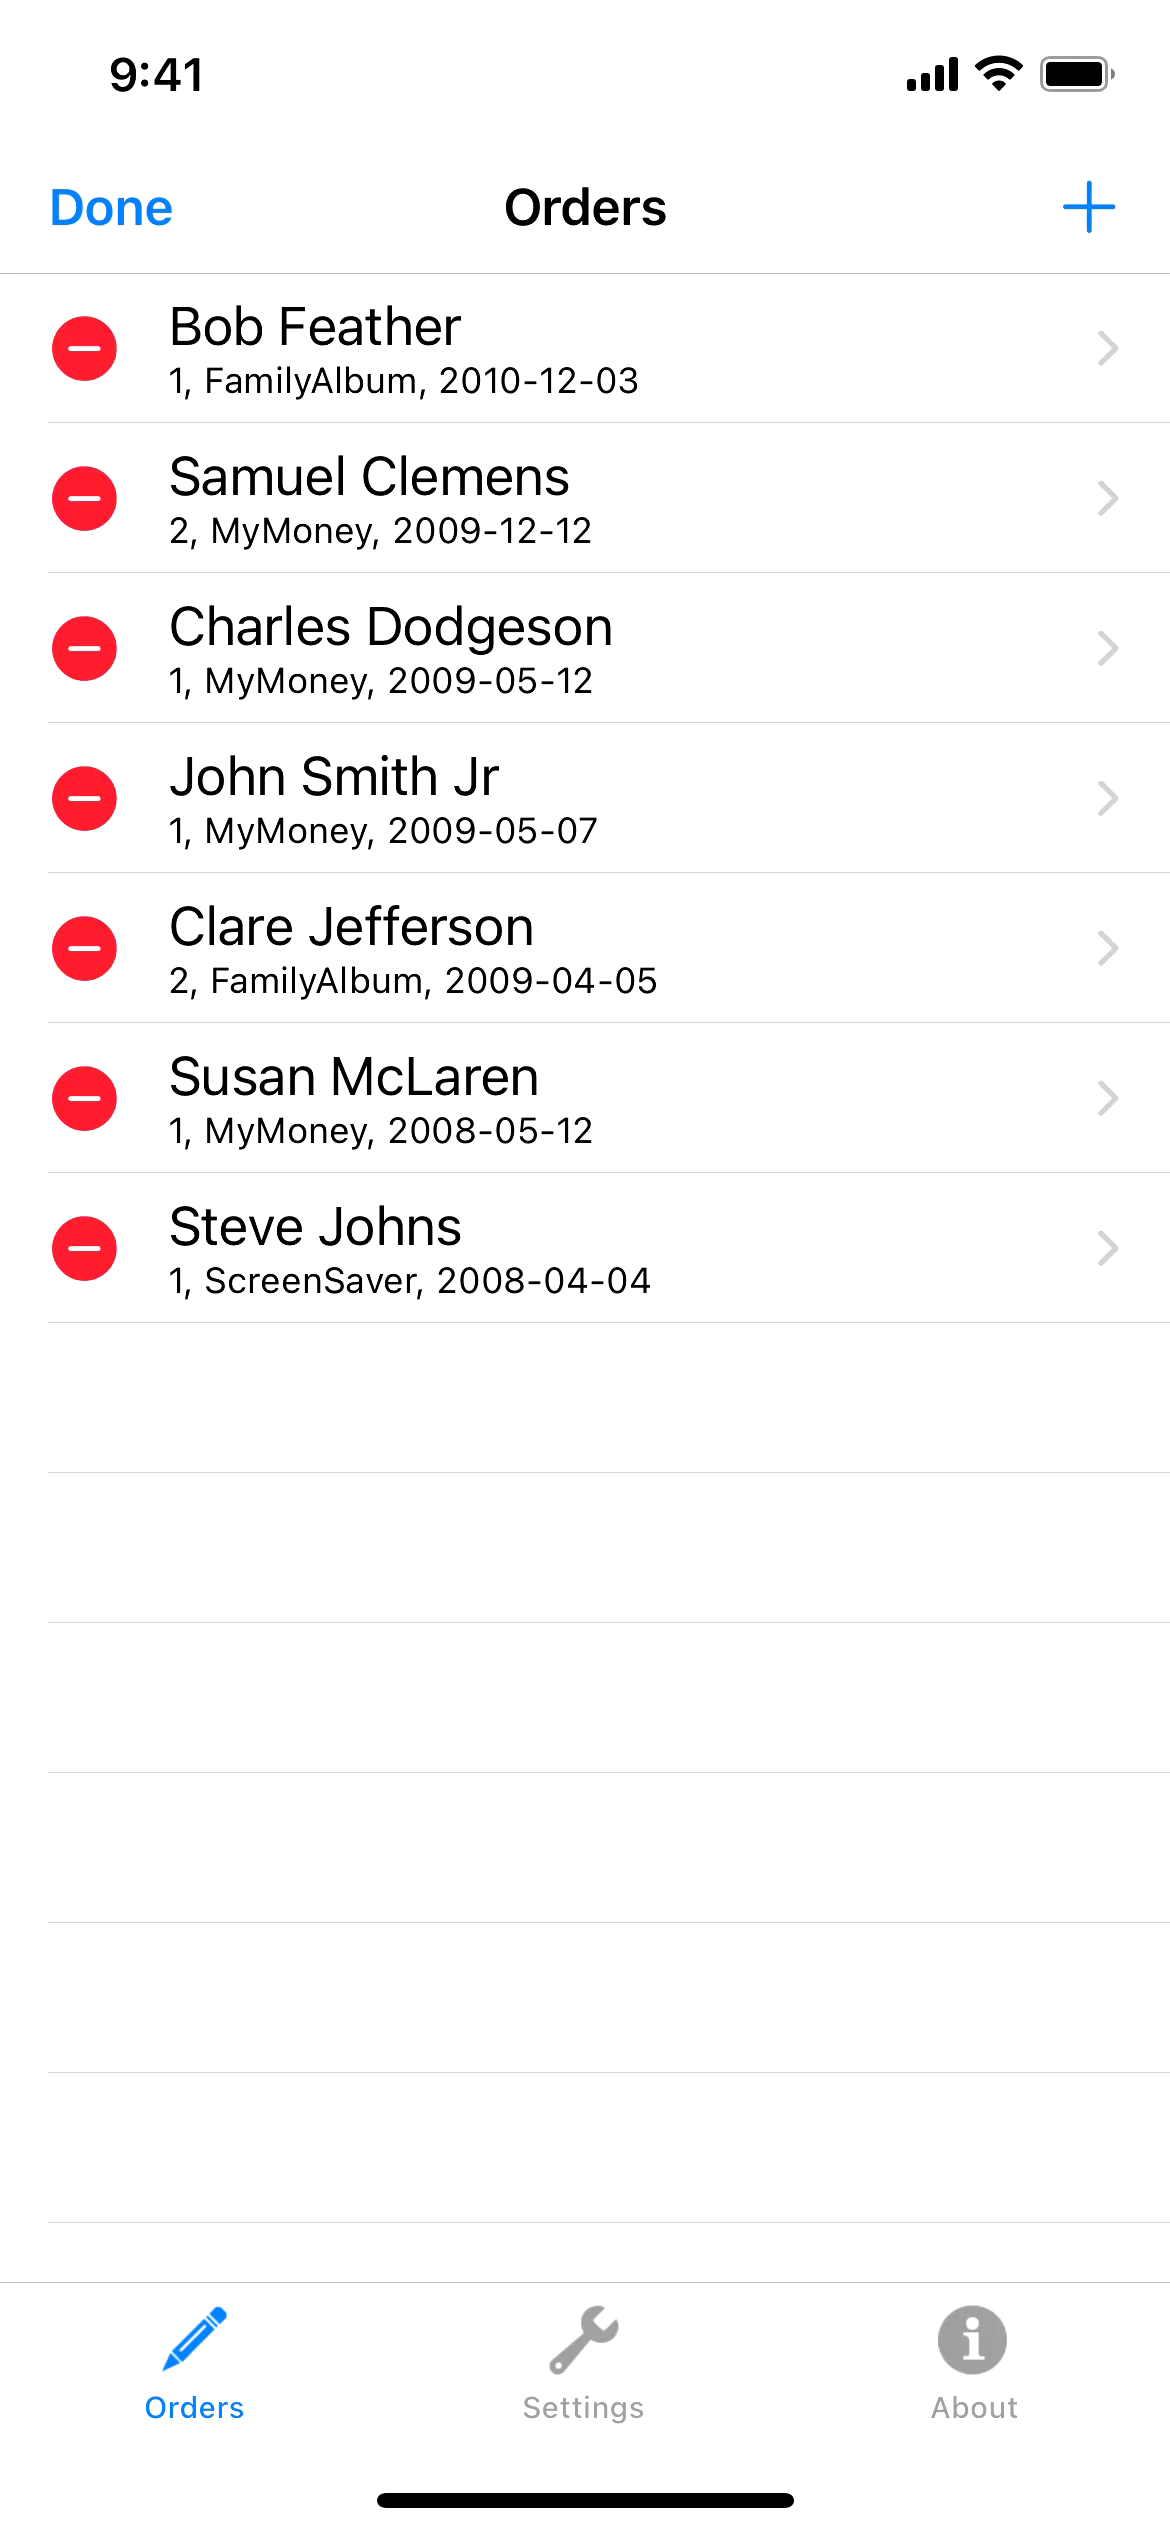 9:41
Done
Orders
Bob Feather
1, FamilyAlbum, 2010-12-03
Samuel Clemens
2, MyMoney, 2009-12-12
Charles Dodgeson
1, MyMoney, 2009-05-12
John Smith Jr
1, MyMoney, 2009-05-07
Clare Jefferson
2, FamilyAlbum, 2009-04-05
Susan McLaren
1, MyMoney, 2008-05-12
Steve Johns
1, ScreenSaver, 2008-04-04
Orders
Settings
About